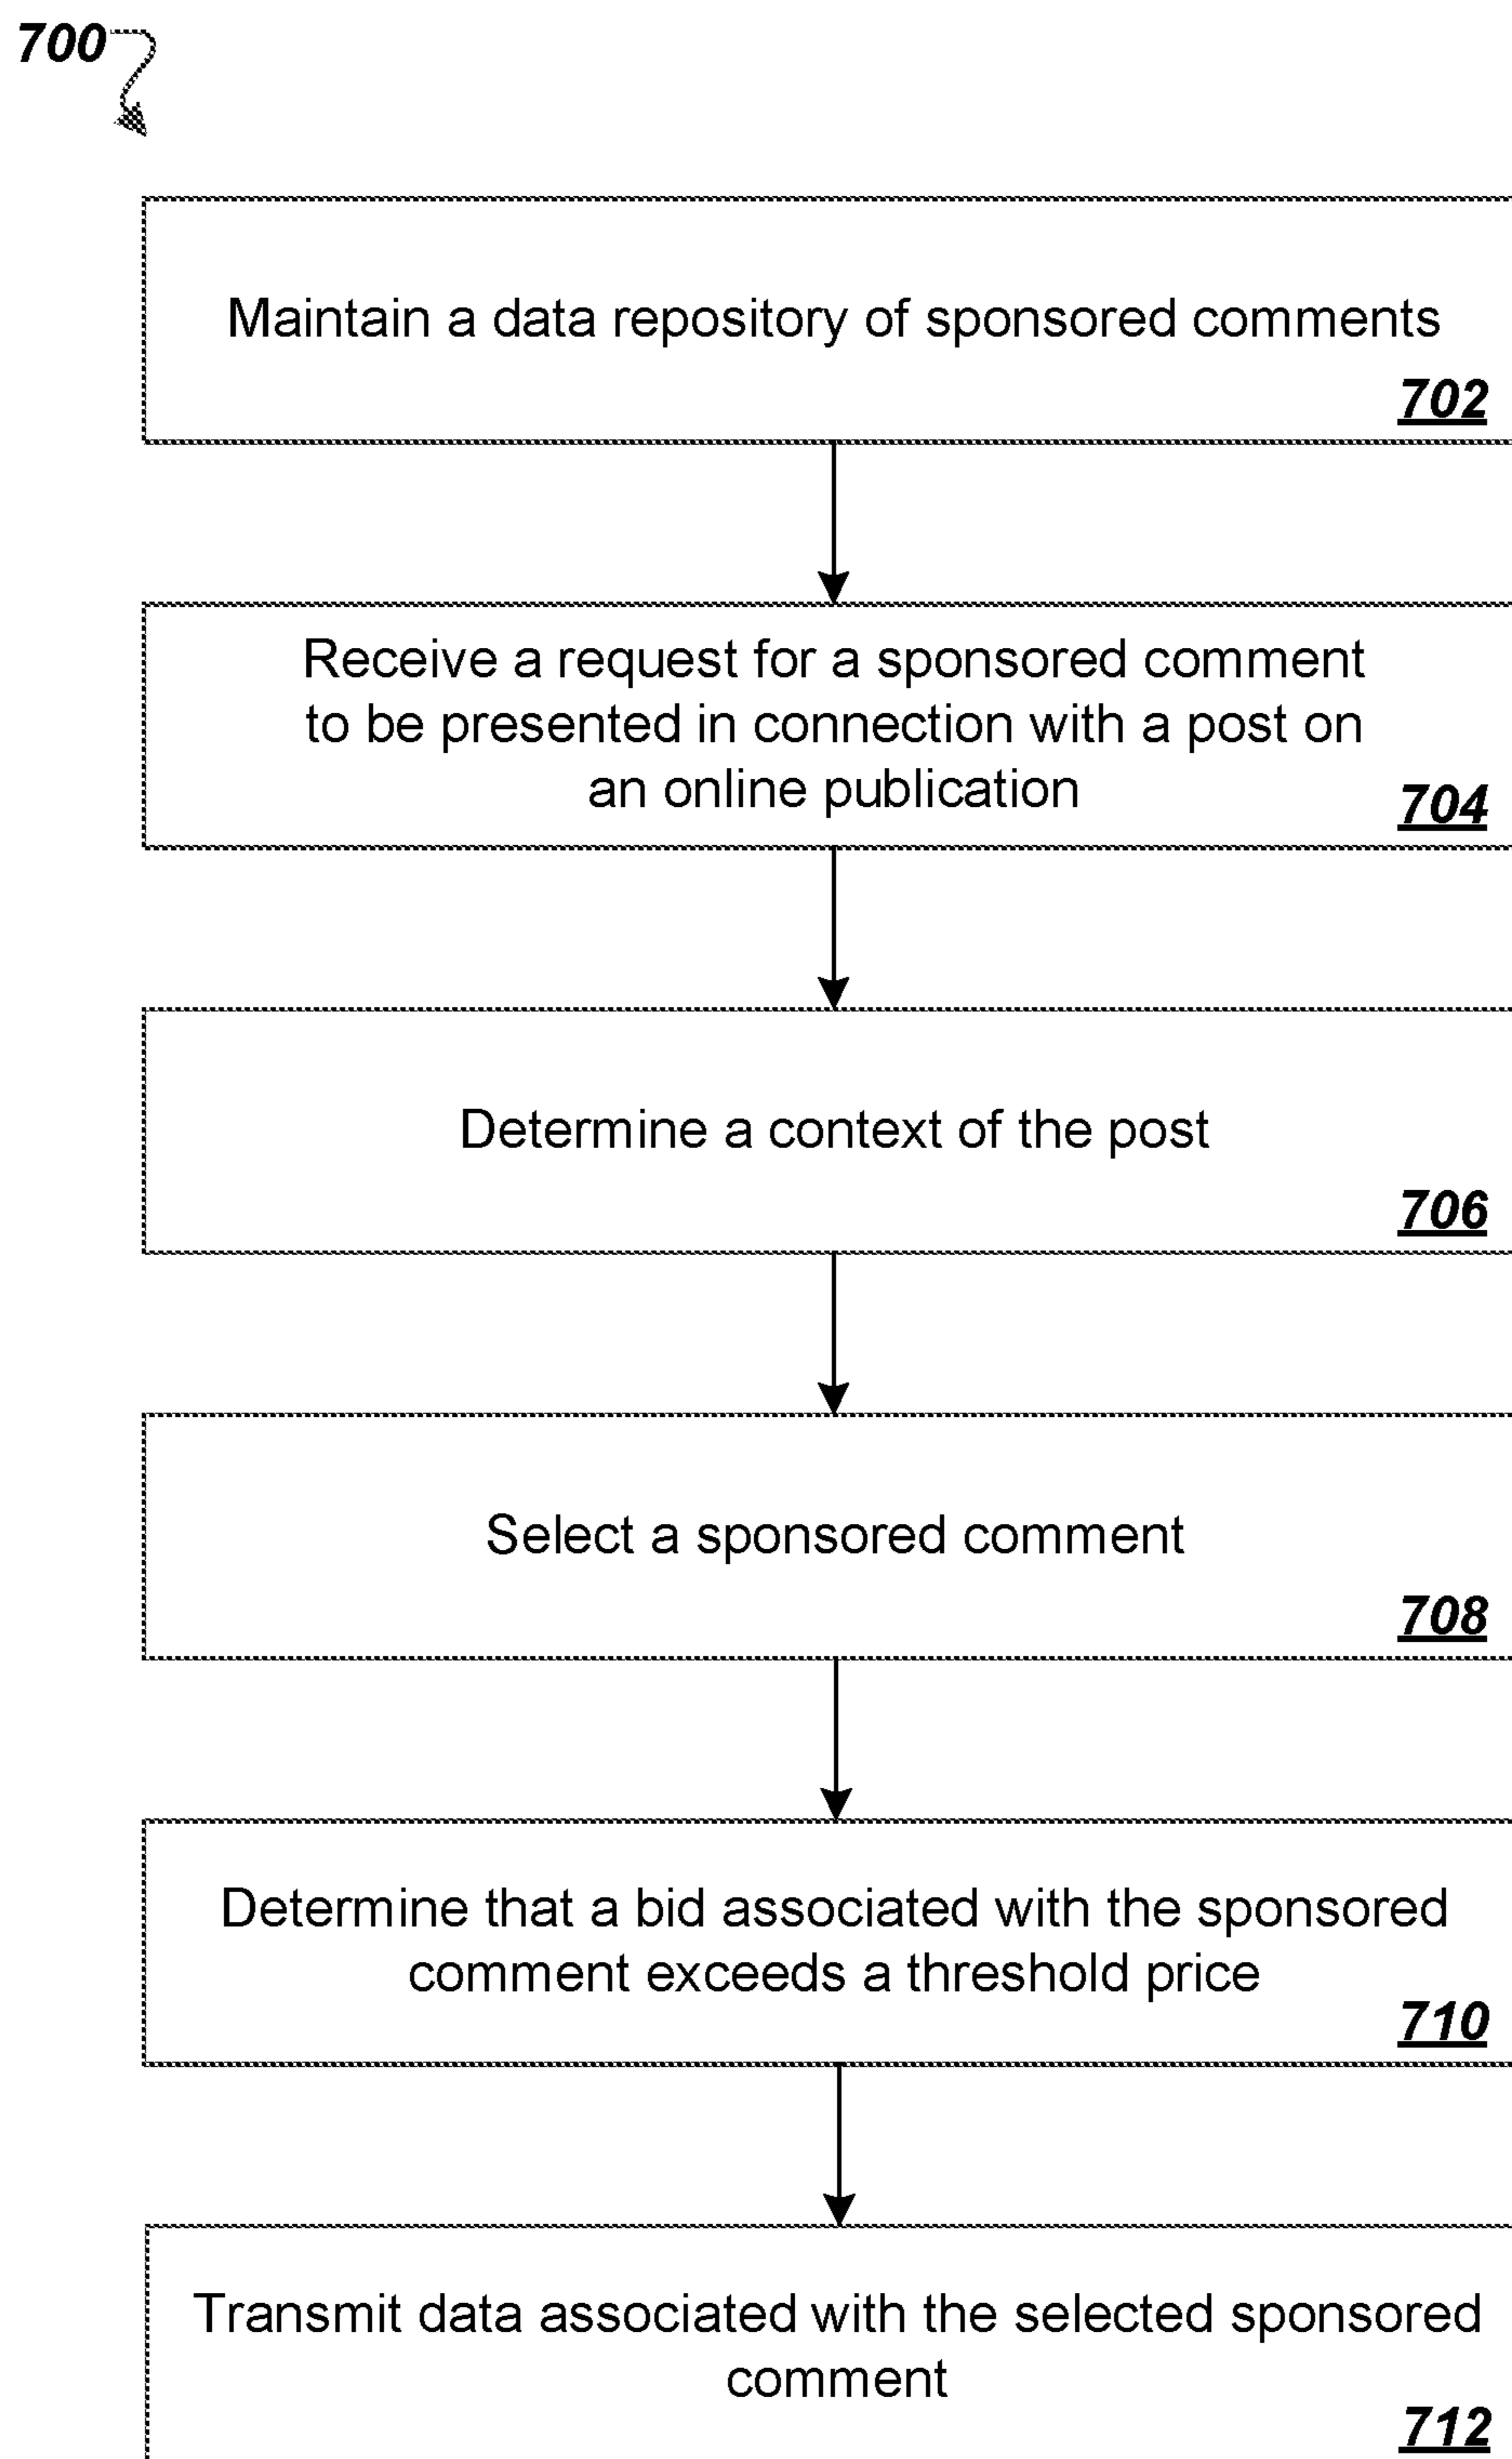 700
Maintain a data repository of sponsored comments
702
Receive a request for a sponsored comment
to be presented in connection with a post on
an online publication
704
Determine a context of the post
706
Select a sponsored comment
708
Determine that a bid associated with the sponsored
comment exceeds a threshold price
710
Transmit data associated with the selected sponsored
comment
712